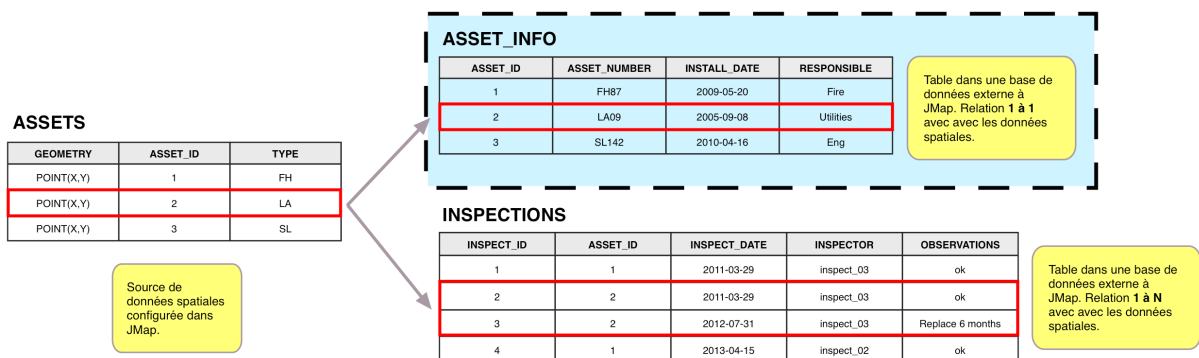 ASSETS
GEOMETRY ASSET_ID TYPE
POINT(X,Y) 1 FH
POINT(X,Y) 2 LA
POINT(X,Y) 3 SL
Source de
données spatiales
configurée dans
JMap.
ASSET_INFO
ASSET_ID ASSET_NUMBER INSTALL_DATE RESPONSIBLE
1 FH87 2009-05-20 Fire
2 LA09 2005-09-08 Utilities
3 SL142 2010-04-16 Eng
Table dans une base de
données externe à
JMap. Relation 1 à 1
avec avec les données
spatiales.
INSPECTIONS
INSPECT_ID ASSET_ID INSPECT_DATE INSPECTOR OBSERVATIONS
1 1 2011-03-29 inspect_03 ok
2 2 2011-03-29 inspect_03 ok
3 2 2012-07-31 inspect_03 Replace 6 months
4 1 2013-04-15 inspect_02 ok
Table dans une base de
données externe à
JMap. Relation 1 à N
avec avec les données
spatiales.